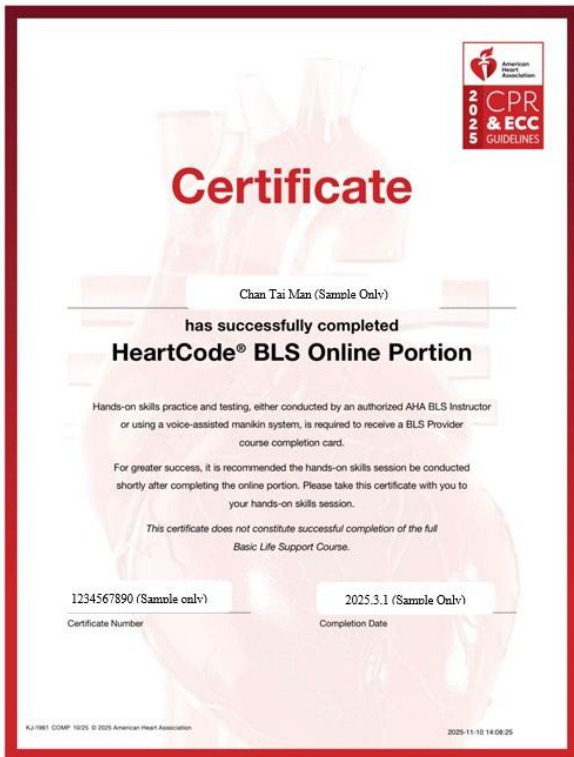 American
Heart
Association.
2025
CPR
& ECC
GUIDELINES
Certificate
Chan Tai Man (Sample Only)
has successfully completed
HeartCode® BLS Online Portion
Hands-on skills practice and testing, either conducted by an authorized AHA BLS Instructor
or using a voice-assisted manikin system, is required to receive a BLS Provider
course completion card.
For greater success, it is recommended the hands-on skills session be conducted
shortly after completing the online portion. Please take this certificate with you to
your hands-on skills session.
This certificate does not constitute successful completion of the full
Basic Life Support Course.
1234567890 (Sample only)
2025.3.1 (Sample Only)
Certificate Number
Completion Date
KJ-1961 COMP 10/25 © 2025 American Heart Association
2025-11-10 14:08:25